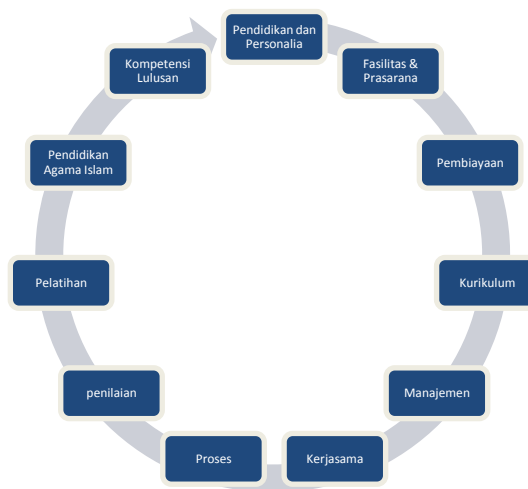 Pendidikan dan
Personalia
Fasilitas &
Prasarana
Pembiayaan
Kurikulum
Manajemen
Kerjasama
Proses
penilaian
Pelatihan
Pendidikan
Agama Islam
Kompetensi
Lulusan